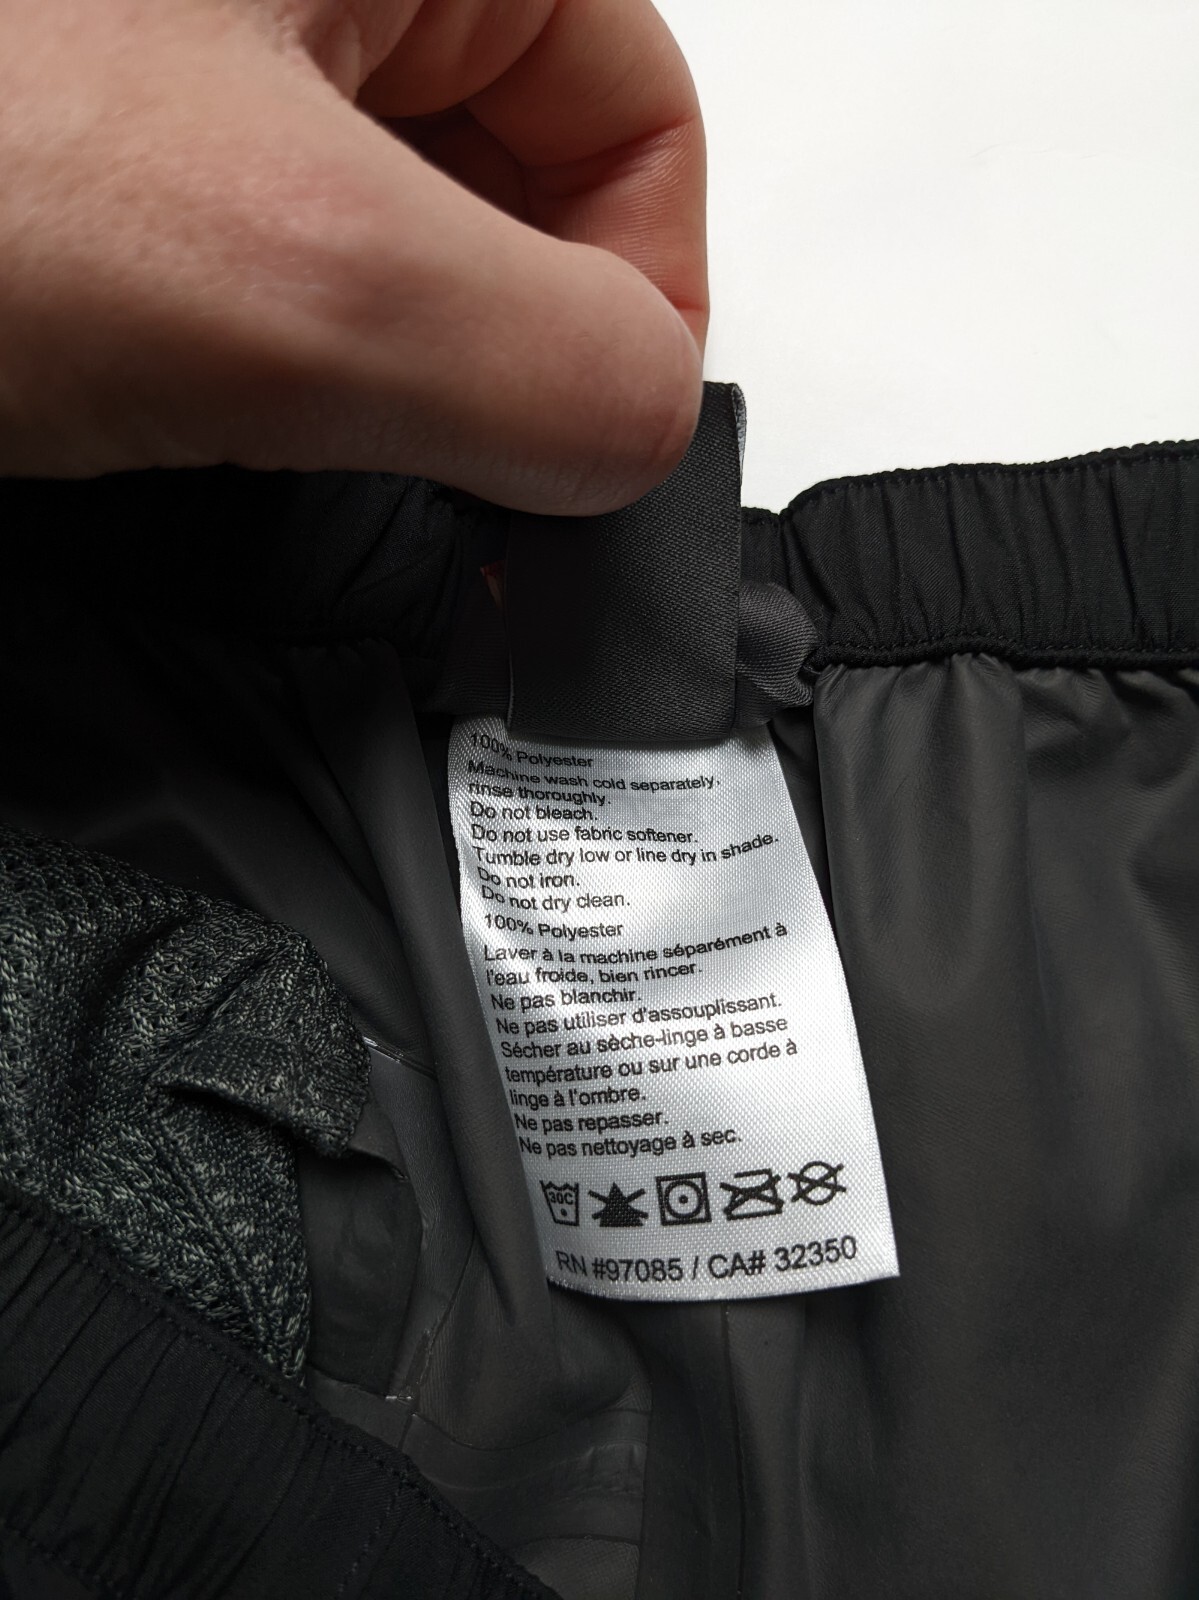 100% Polyester
Machine wash cold separately,
rinse thoroughly.
Do not bleach.
Do not use fabric softener.
Tumble dry low or line dry in shade.
Do not iron.
Do not dry clean.
100% Polyester
Laver à la machine séparément à
l'eau froide, bien rincer.
Ne pas blanchir.
Ne pas utiliser d'assouplissant.
Sécher au sèche-linge à basse
température ou sur une corde à
linge à l'ombre.
Ne pas repasser.
Ne pas nettoyage à sec.
30C
RN #97085 / CA# 32350